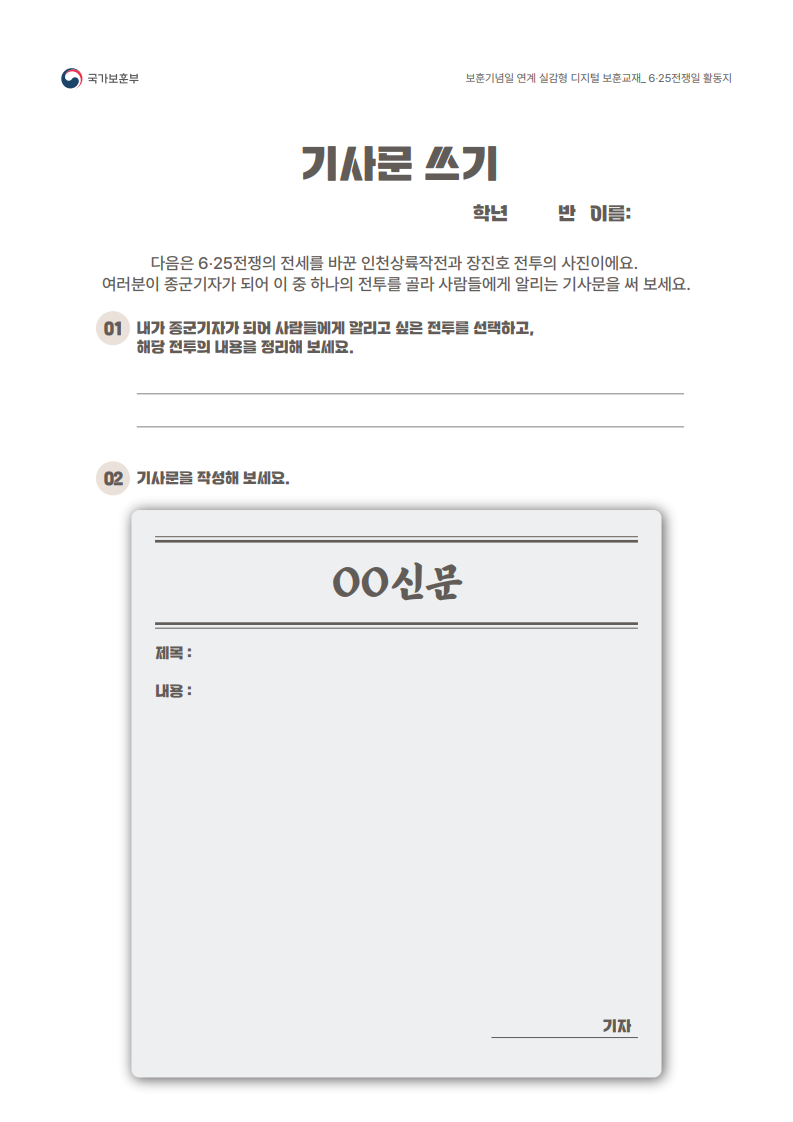 국가보훈부
보훈기념일 연계 실감형 디지털 보훈교재_ 6·25전쟁일 활동지
기사문 쓰기
학년 반 이름:
다음은 6·25전쟁의 전세를 바꾼 인천상륙작전과 장진호 전투의 사진이에요.
여러분이 종군기자가 되어 이 중 하나의 전투를 골라 사람들에게 알리는 기사문을 써 보세요.
01 내가 종군기자가 되어 사람들에게 알리고 싶은 전투를 선택하고,
해당 전투의 내용을 정리해 보세요.
02 기사문을 작성해 보세요.
OO신문
제목 :
내용 :
기자